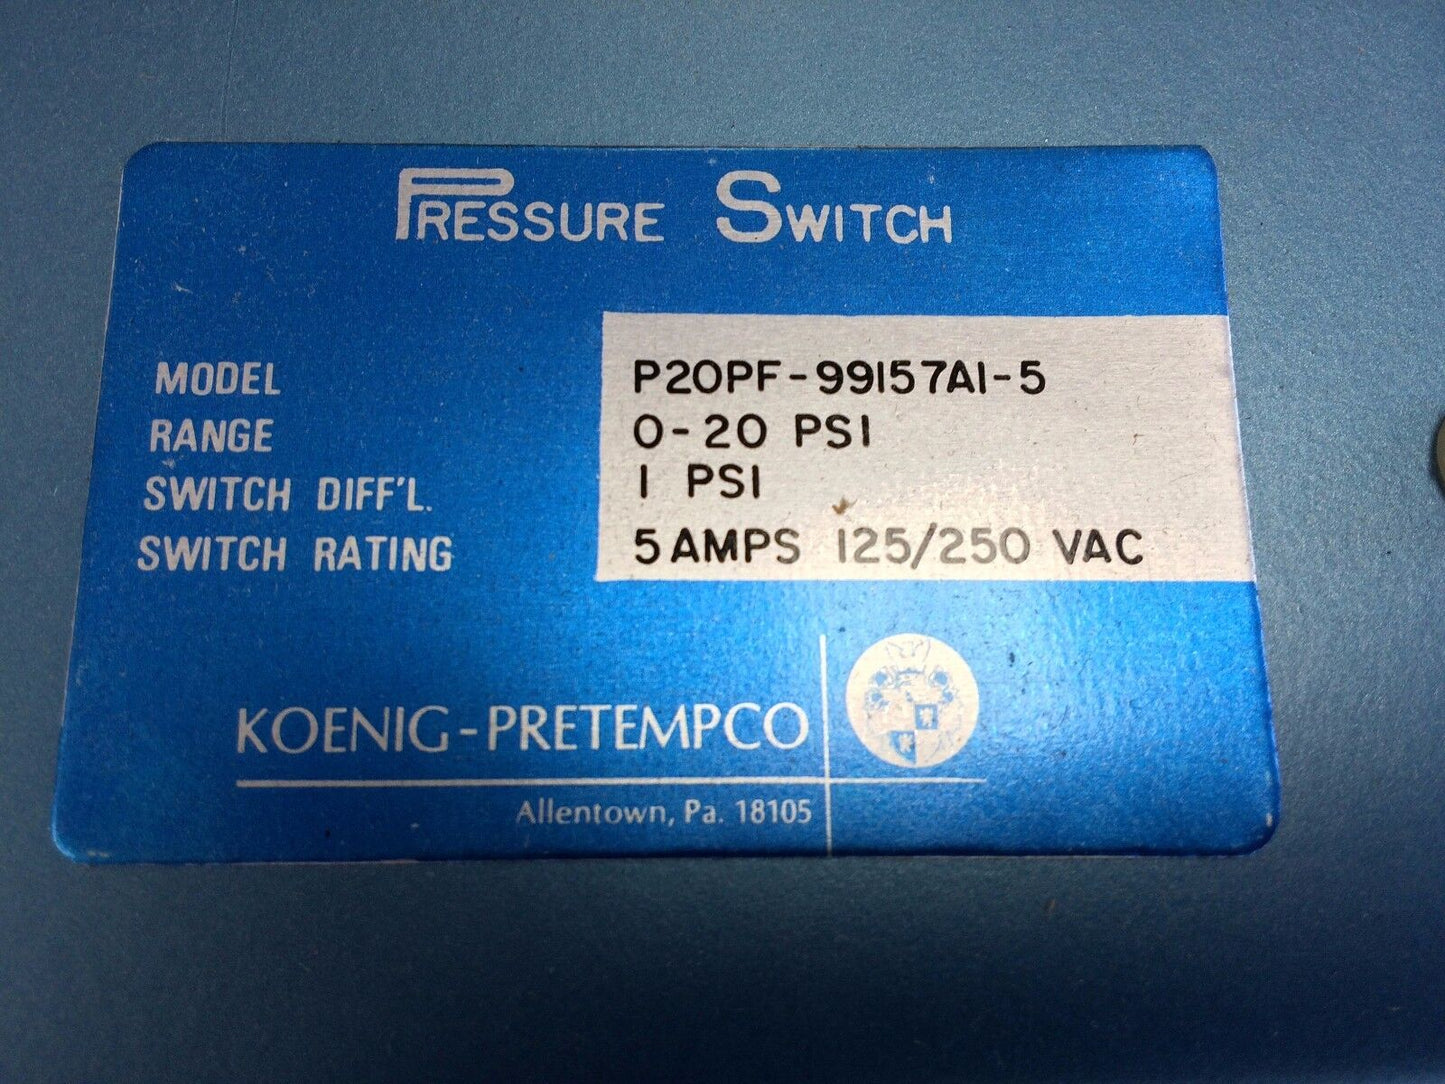 PRESSURE SWITCH
MODEL P20PF-99157A1-5
RANGE 0-20 PSI
SWITCH DIFF'L. 1 PSI
SWITCH RATING 5 AMPS 125/250 VAC
KOENIG-PRETEMPCO
Allentown, Pa. 18105